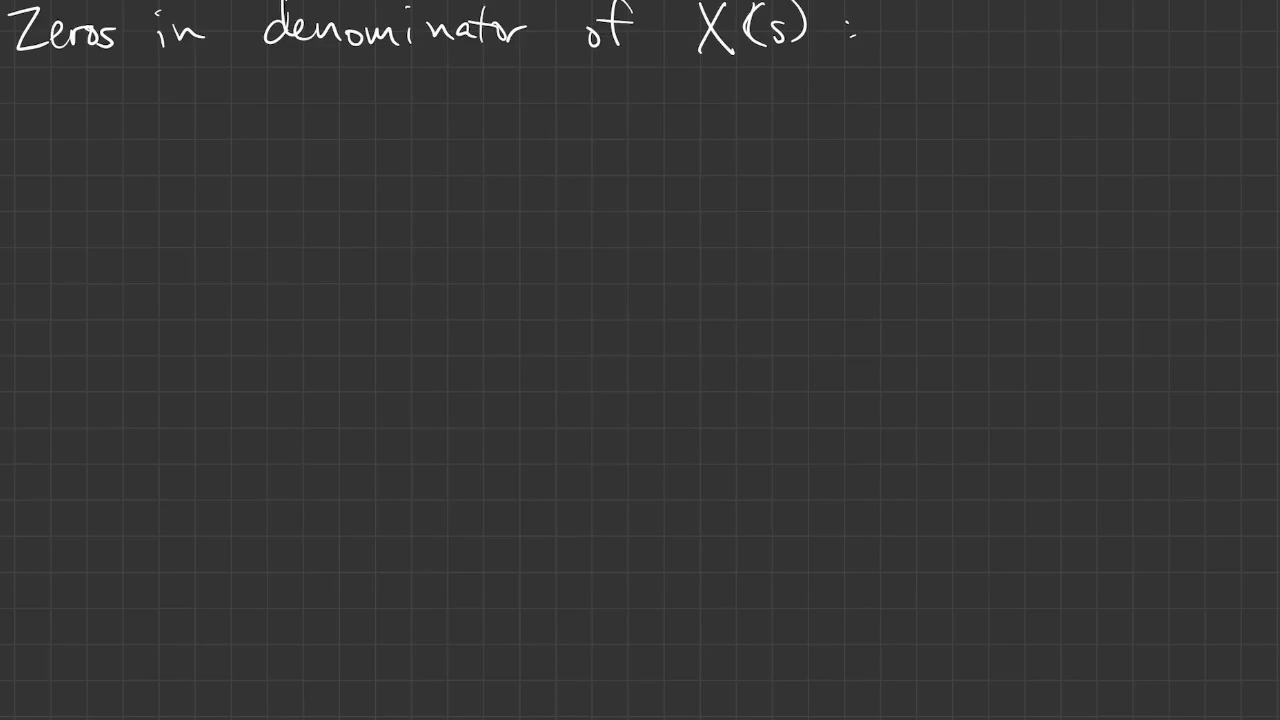 Zeros in denominator of X(s) :